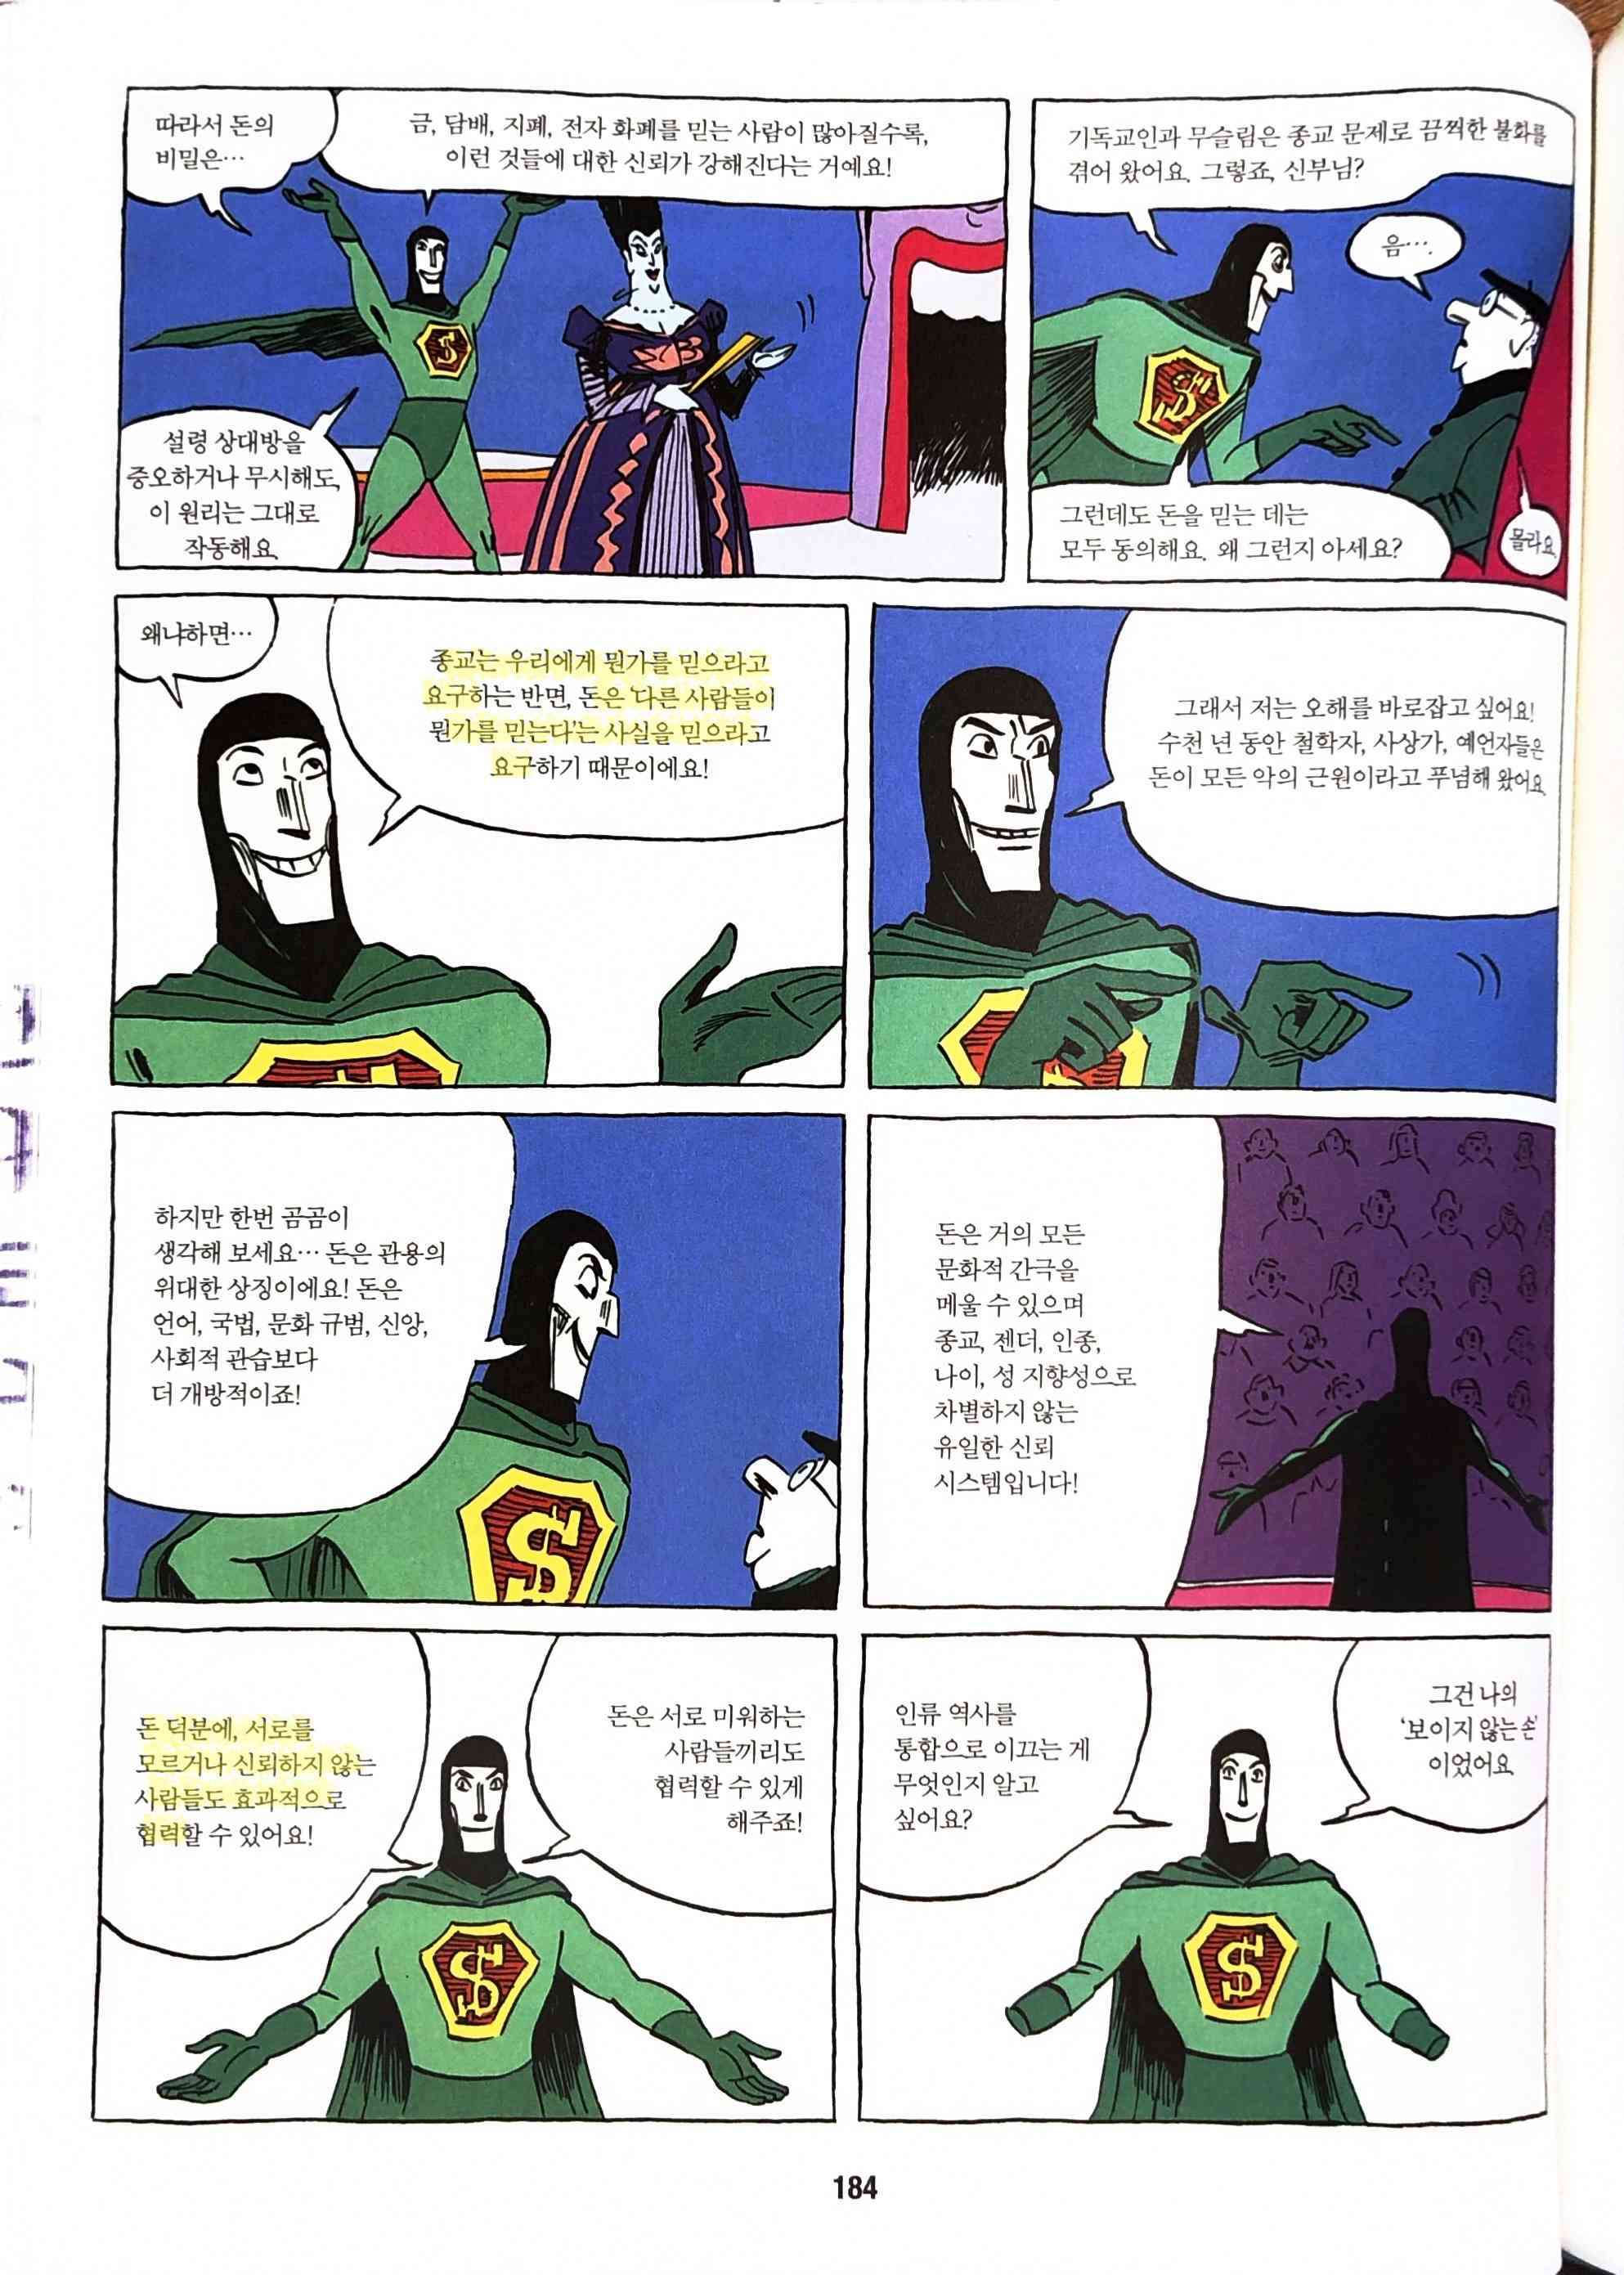 따라서 돈의
비밀은…
금, 담배, 지폐, 전자 화폐를 믿는 사람이 많아질수록,
이런 것들에 대한 신뢰가 강해진다는 거예요!
설령 상대방을
증오하거나 무시해도,
이 원리는 그대로
작동해요.
기독교인과 무슬림은 종교 문제로 끔찍한 불화를
겪어 왔어요. 그렇죠, 신부님?
음….
그런데도 돈을 믿는 데는
모두 동의해요. 왜 그런지 아세요?
몰라요.
왜냐하면…
종교는 우리에게 뭔가를 믿으라고
요구하는 반면, 돈은 '다른 사람들이
뭔가를 믿는다'는 사실을 믿으라고
요구하기 때문이에요!
그래서 저는 오해를 바로잡고 싶어요!
수천 년 동안 철학자, 사상가, 예언자들은
돈이 모든 악의 근원이라고 푸념해 왔어요.
하지만 한번 곰곰이
생각해 보세요… 돈은 관용의
위대한 상징이에요! 돈은
언어, 국법, 문화 규범, 신앙,
사회적 관습보다
더 개방적이죠!
돈은 거의 모든
문화적 간극을
메울 수 있으며
종교, 젠더, 인종,
나이, 성 지향성으로
차별하지 않는
유일한 신뢰
시스템입니다!
돈 덕분에, 서로를
모르거나 신뢰하지 않는
사람들도 효과적으로
협력할 수 있어요!
돈은 서로 미워하는
사람들끼리도
협력할 수 있게
해주죠!
인류 역사를
통합으로 이끄는 게
무엇인지 알고
싶어요?
그건 나의
'보이지 않는 손'
이었어요.
184